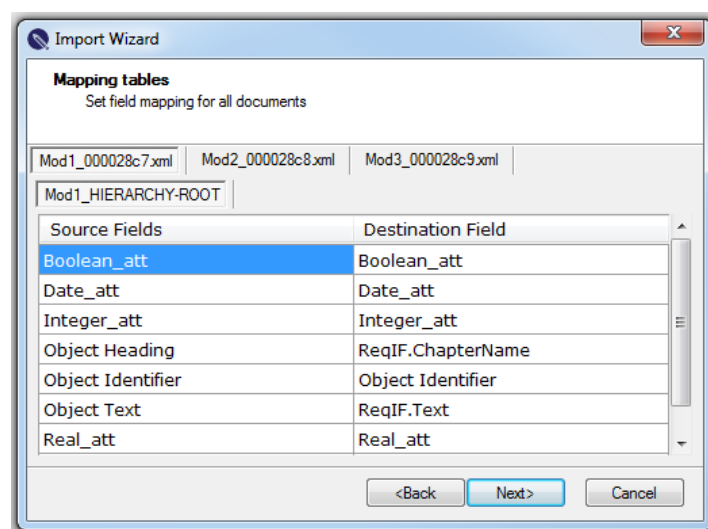 Import Wizard
Mapping tables
Set field mapping for all documents
Mod1_000028c7.xml Mod2_000028c8.xml Mod3_000028c9.xml
Mod1_HIERARCHY-ROOT
Source Fields Destination Field
Boolean_att Boolean_att
Date_att Date_att
Integer_att Integer_att
Object Heading ReqIF.ChapterName
Object Identifier Object Identifier
Object Text ReqIF.Text
Real_att Real_att
<Back Next> Cancel